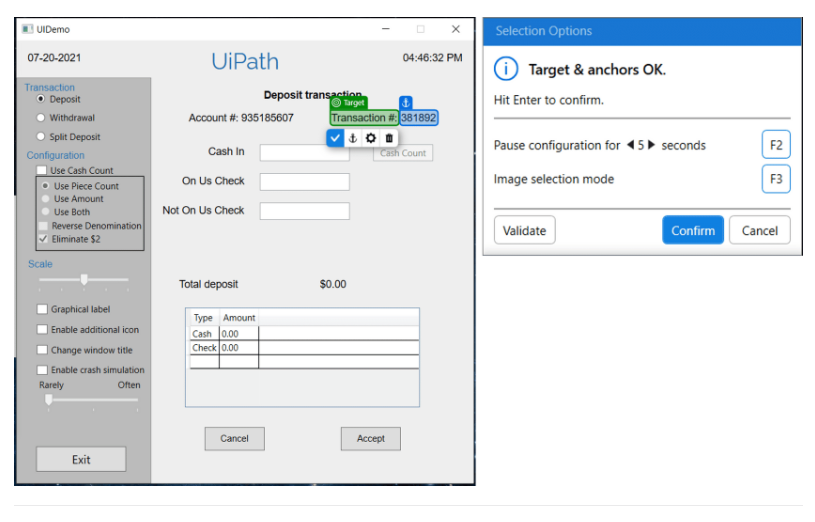 UIDemo
07-20-2021
UiPath
04:46:32 PM
Transaction
Deposit
Withdrawal
Split Deposit
Configuration
Use Cash Count
Use Piece Count
Use Amount
Use Both
Reverse Denomination
Eliminate $2
Scale
Graphical label
Enable additional icon
Change window title
Enable crash simulation
Rarely Often
Exit
Deposit transaction
Target
Account #: 935185607 Transaction #: 381892
Cash In Cash Count
On Us Check
Not On Us Check
Total deposit $0.00
Type Amount
Cash 0.00
Check 0.00
Cancel Accept
Selection Options
Target & anchors OK.
Hit Enter to confirm.
Pause configuration for 5 seconds F2
Image selection mode F3
Validate Confirm Cancel